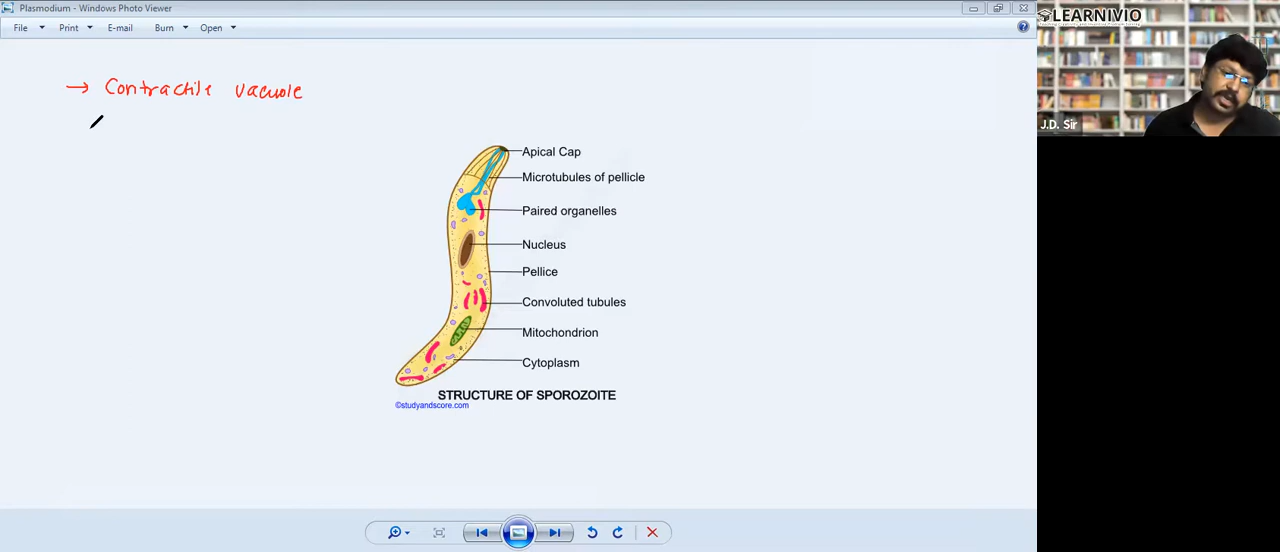 Plasmodium - Windows Photo Viewer
File Print E-mail Burn Open
LEARNIVIO
J.D. Sir
→ Contractile vacuole
Apical Cap
Microtubules of pellicle
Paired organelles
Nucleus
Pellice
Convoluted tubules
Mitochondrion
Cytoplasm
STRUCTURE OF SPOROZOITE
©studyandscore.com